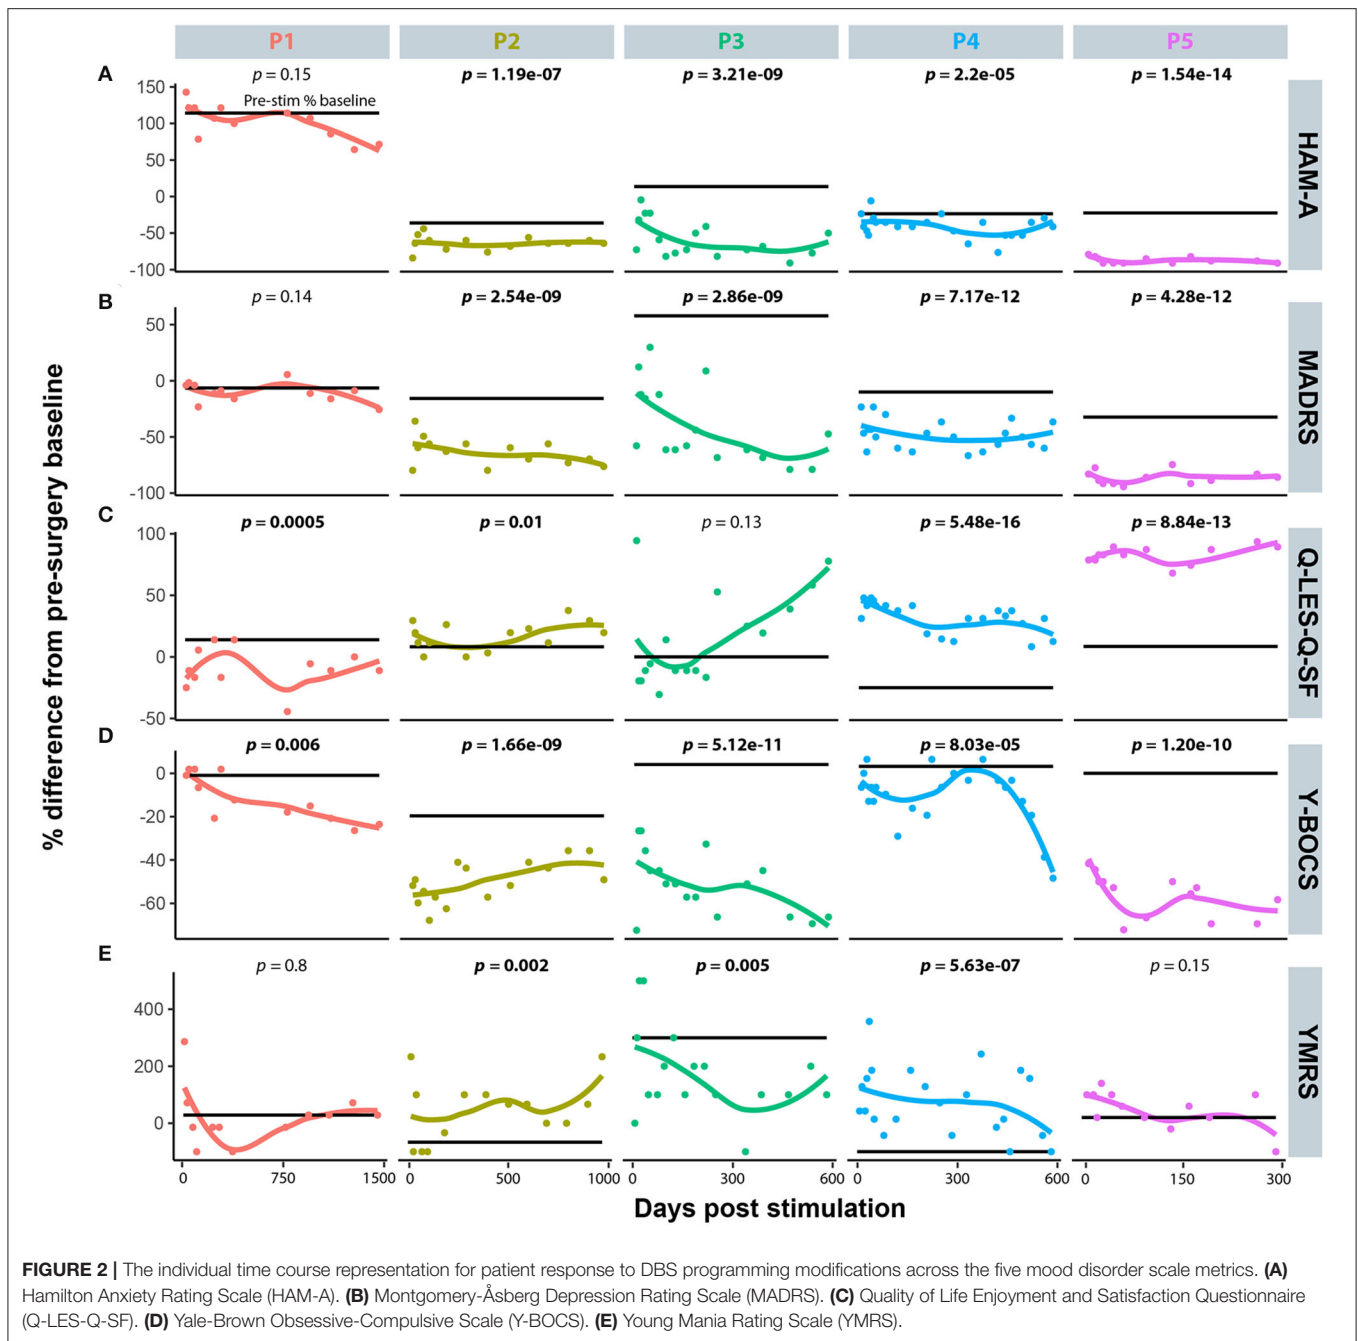 P1 P2 P3 P4 P5
A
p = 0.15 p = 1.19e-07 p = 3.21e-09 p = 2.2e-05 p = 1.54e-14
Pre-stim % baseline
150
100
50
0
-50
-100
HAM-A
B
p = 0.14 p = 2.54e-09 p = 2.86e-09 p = 7.17e-12 p = 4.28e-12
50
0
-50
-100
MADRS
C
p = 0.0005 p = 0.01 p = 0.13 p = 5.48e-16 p = 8.84e-13
100
50
0
-50
Q-LES-Q-SF
D
p = 0.006 p = 1.66e-09 p = 5.12e-11 p = 8.03e-05 p = 1.20e-10
0
-20
-40
-60
Y-BOCS
E
p = 0.8 p = 0.002 p = 0.005 p = 5.63e-07 p = 0.15
400
200
0
YMRS
% difference from pre-surgery baseline
0 750 1500 0 500 1000 0 300 600 0 300 600 0 150 300
Days post stimulation
FIGURE 2 | The individual time course representation for patient response to DBS programming modifications across the five mood disorder scale metrics. (A)
Hamilton Anxiety Rating Scale (HAM-A). (B) Montgomery-Åsberg Depression Rating Scale (MADRS). (C) Quality of Life Enjoyment and Satisfaction Questionnaire
(Q-LES-Q-SF). (D) Yale-Brown Obsessive-Compulsive Scale (Y-BOCS). (E) Young Mania Rating Scale (YMRS).